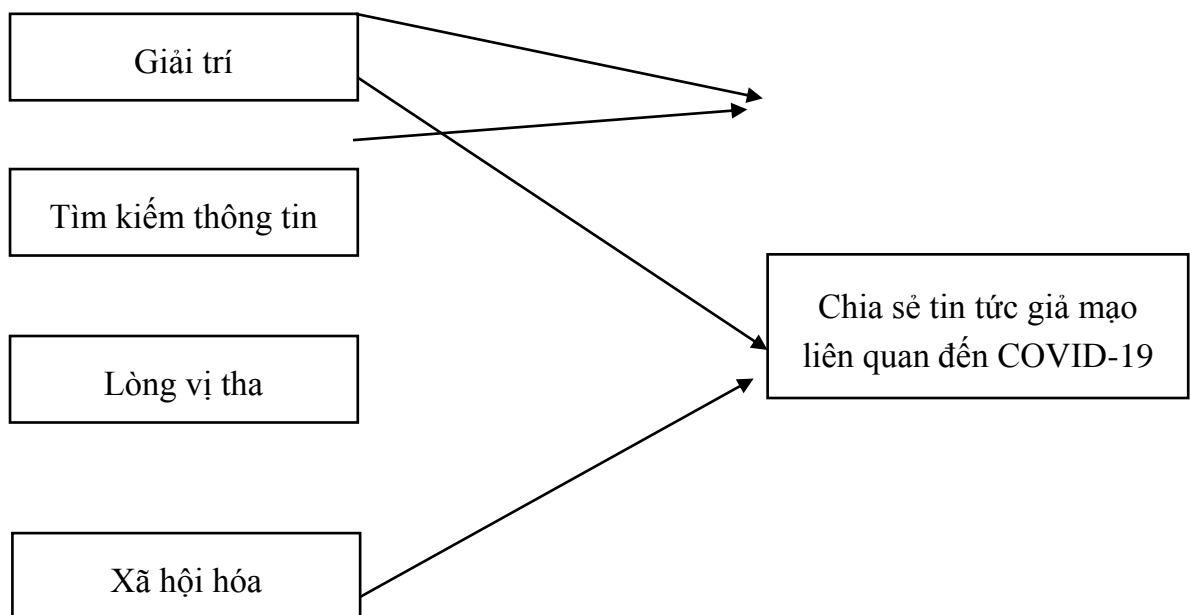 Giải trí
Tìm kiếm thông tin
Chia sẻ tin tức giả mạo
liên quan đến COVID-19
Lòng vị tha
Xã hội hóa